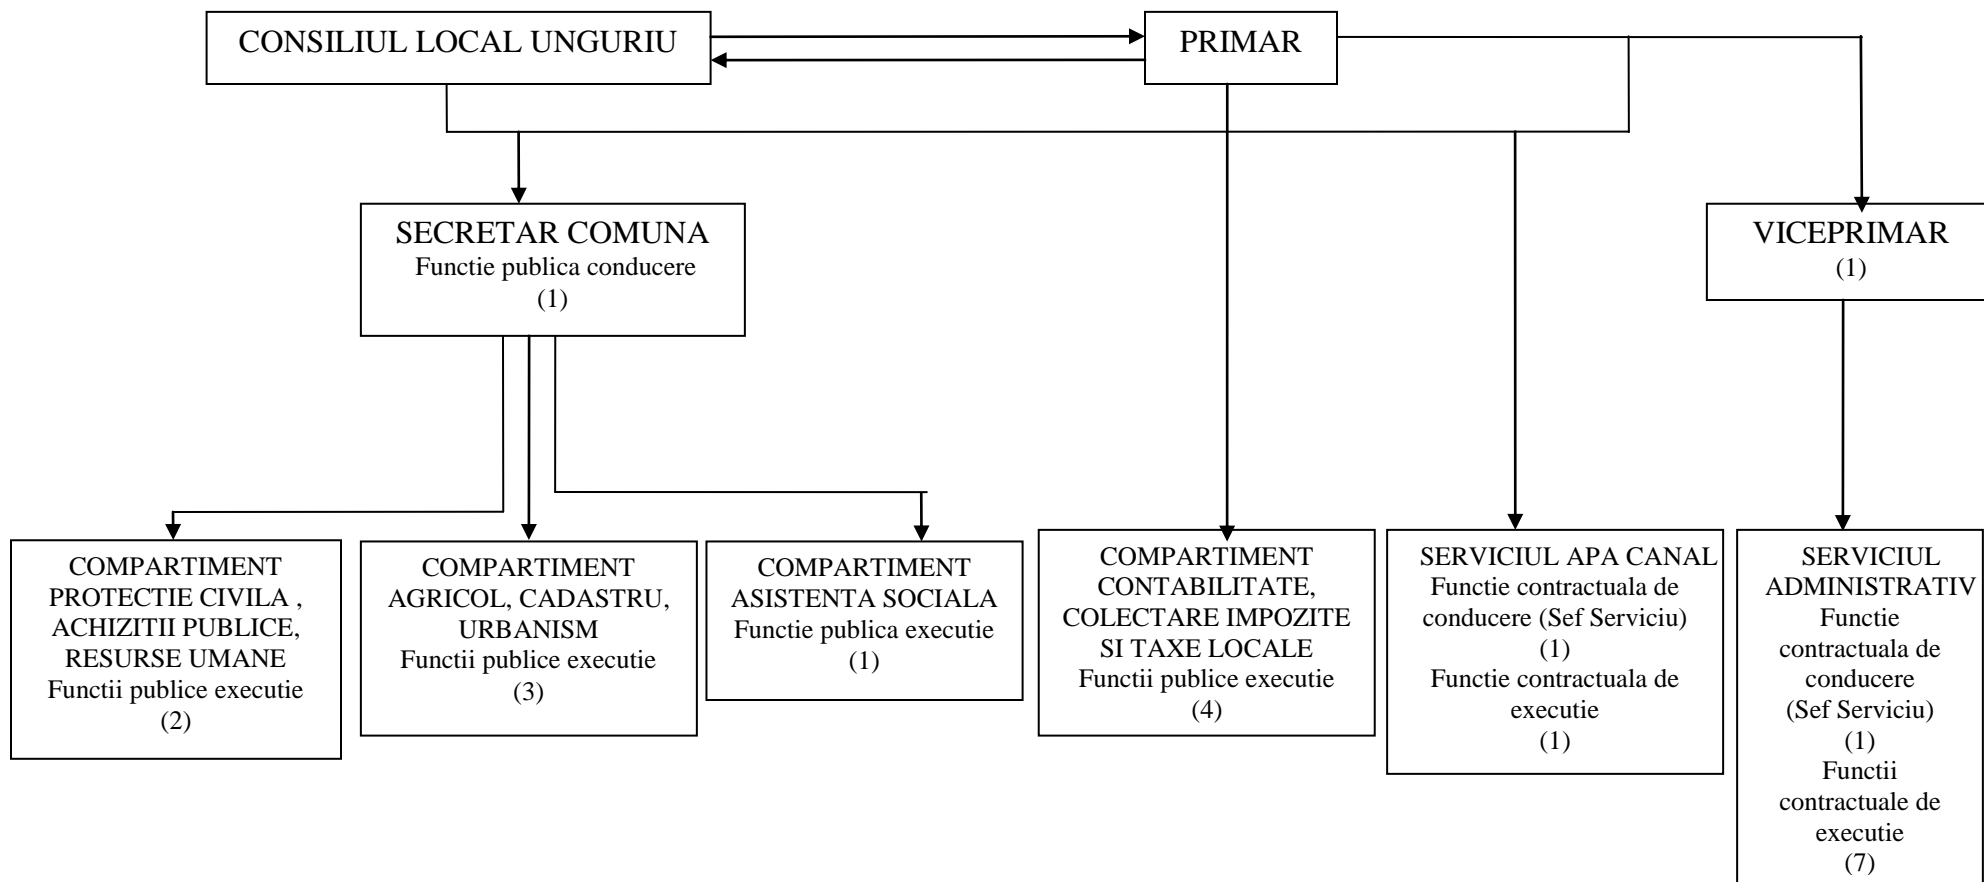 CONSILIUL LOCAL UNGURIU
PRIMAR
SECRETAR COMUNA
Functie publica conducere
(1)
VICEPRIMAR
(1)
COMPARTIMENT
PROTECTIE CIVILA ,
ACHIZITII PUBLICE,
RESURSE UMANE
Functii publice executie
(2)
COMPARTIMENT
AGRICOL, CADASTRU,
URBANISM
Functii publice executie
(3)
COMPARTIMENT
ASISTENTA SOCIALA
Functie publica executie
(1)
COMPARTIMENT
CONTABILITATE,
COLECTARE IMPOZITE
SI TAXE LOCALE
Functii publice executie
(4)
SERVICIUL APA CANAL
Functie contractuala de
conducere (Sef Serviciu)
(1)
Functie contractuala de
executie
(1)
SERVICIUL
ADMINISTRATIV
Functie
contractuala de
conducere
(Sef Serviciu)
(1)
Functii
contractuale de
executie
(7)